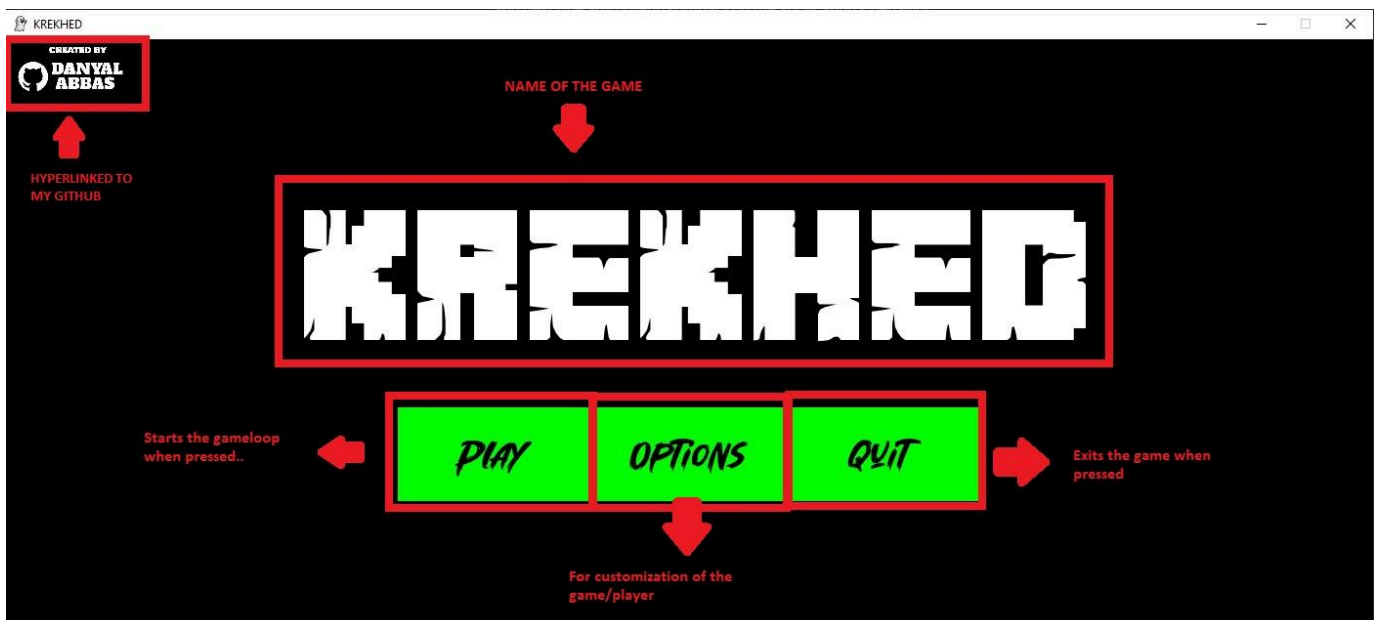 KREKHED
CREATED BY
DANYAL
ABBAS
NAME OF THE GAME
HYPERLINKED TO
MY GITHUB
KREKHED
Starts the gameloop
when pressed..
PLAY
OPTIONS
QUIT
Exits the game when
pressed
For customization of the
game/player